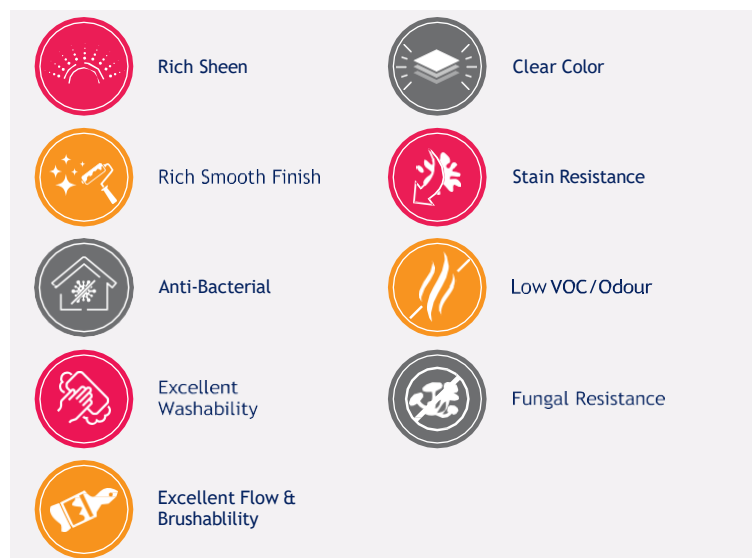 Rich Sheen
Clear Color
Rich Smooth Finish
Stain Resistance
Anti-Bacterial
Low VOC/Odour
Excellent
Washability
Fungal Resistance
Excellent Flow &
Brushablility